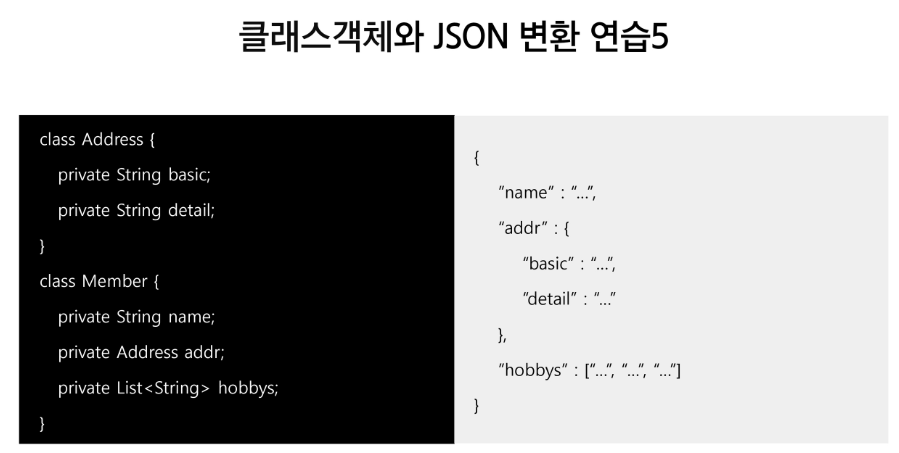 클래스객체와 JSON 변환 연습5
class Address {
private String basic;
private String detail;
}
class Member {
private String name;
private Address addr;
private List<String> hobbys;
}
{
"name" : "...",
"addr" : {
"basic" : "...",
"detail" : "..."
},
"hobbys" : ["...", "...", "..."]
}